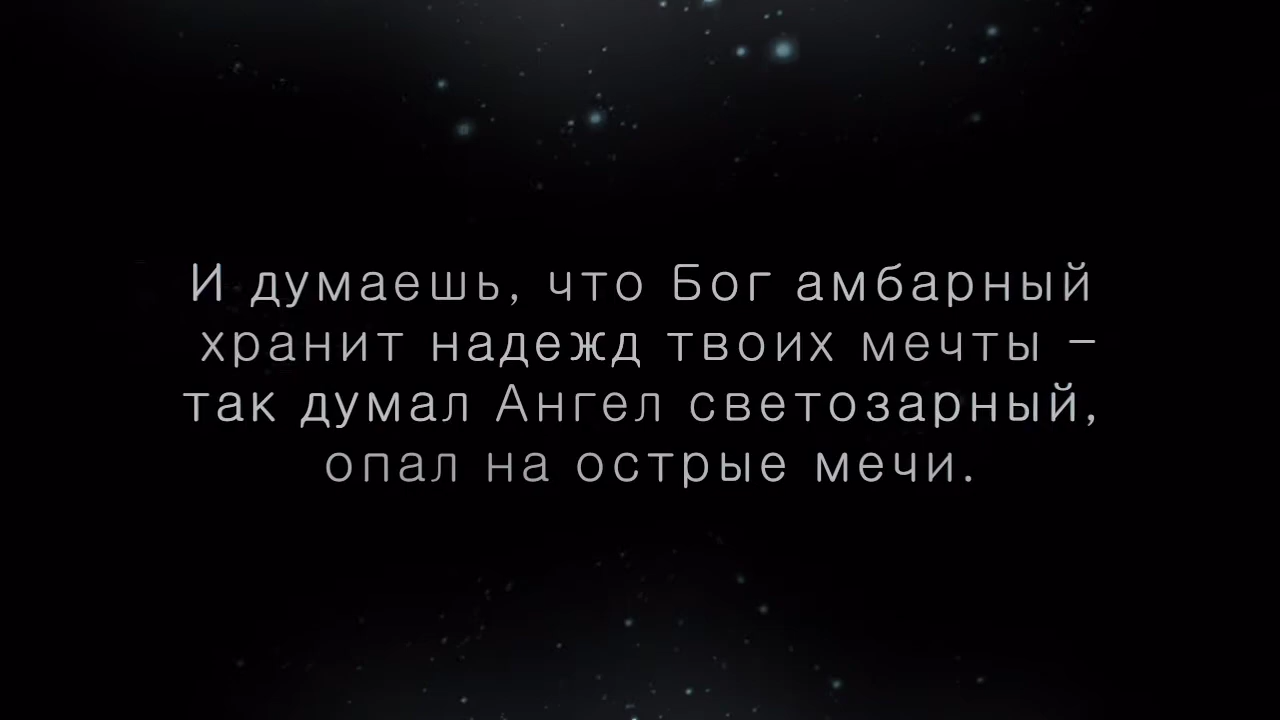 И думаешь, что Бог амбарный
хранит надежд твоих мечты –
так думал Ангел светозарный,
опал на острые мечи.